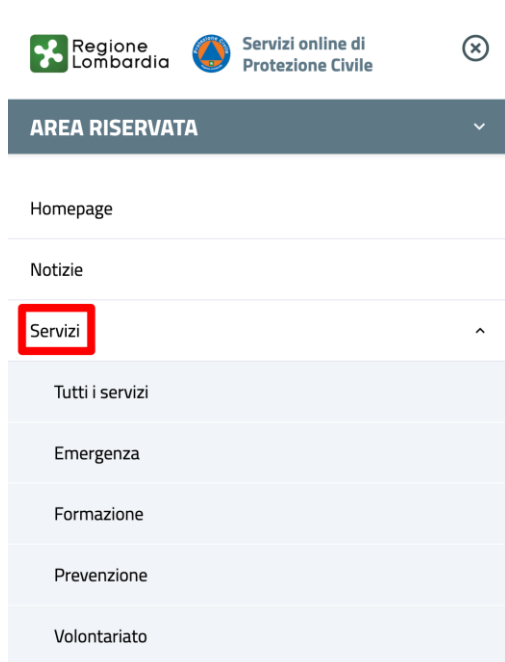 Regione
Lombardia
Servizi online di
Protezione Civile
AREA RISERVATA
Homepage
Notizie
Servizi
Tutti i servizi
Emergenza
Formazione
Prevenzione
Volontariato